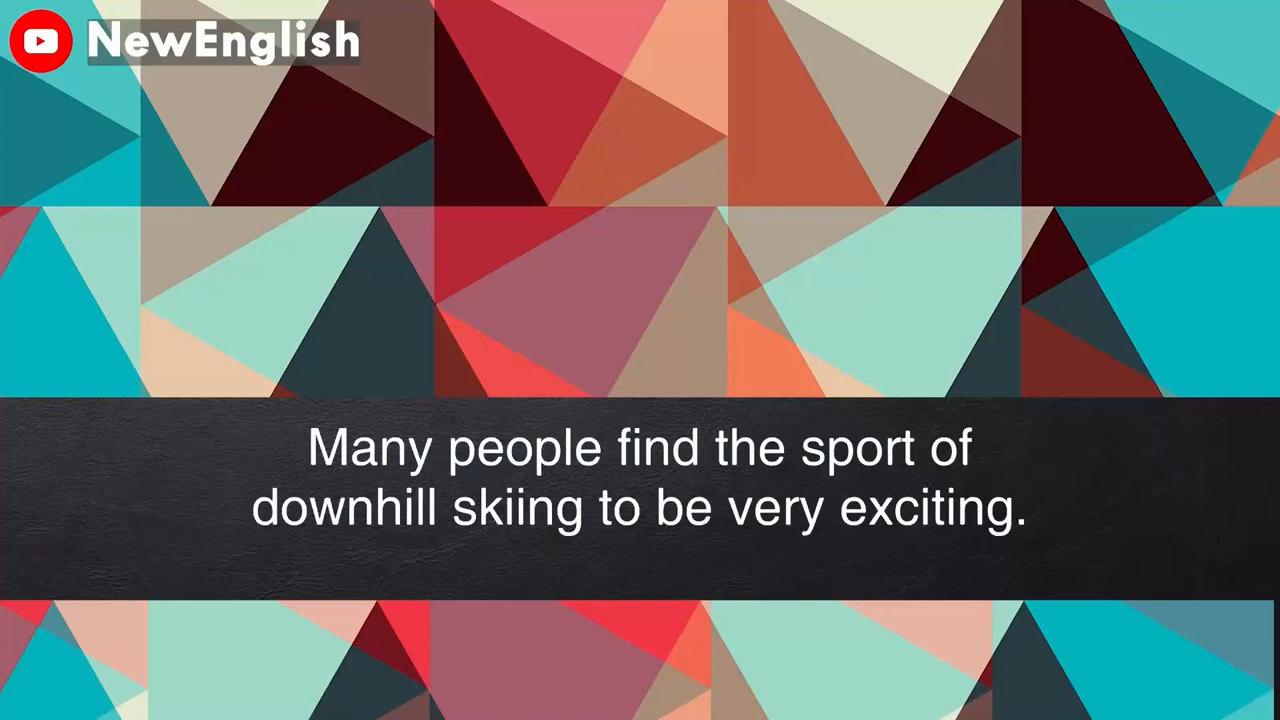 NewEnglish
Many people find the sport of
downhill skiing to be very exciting.